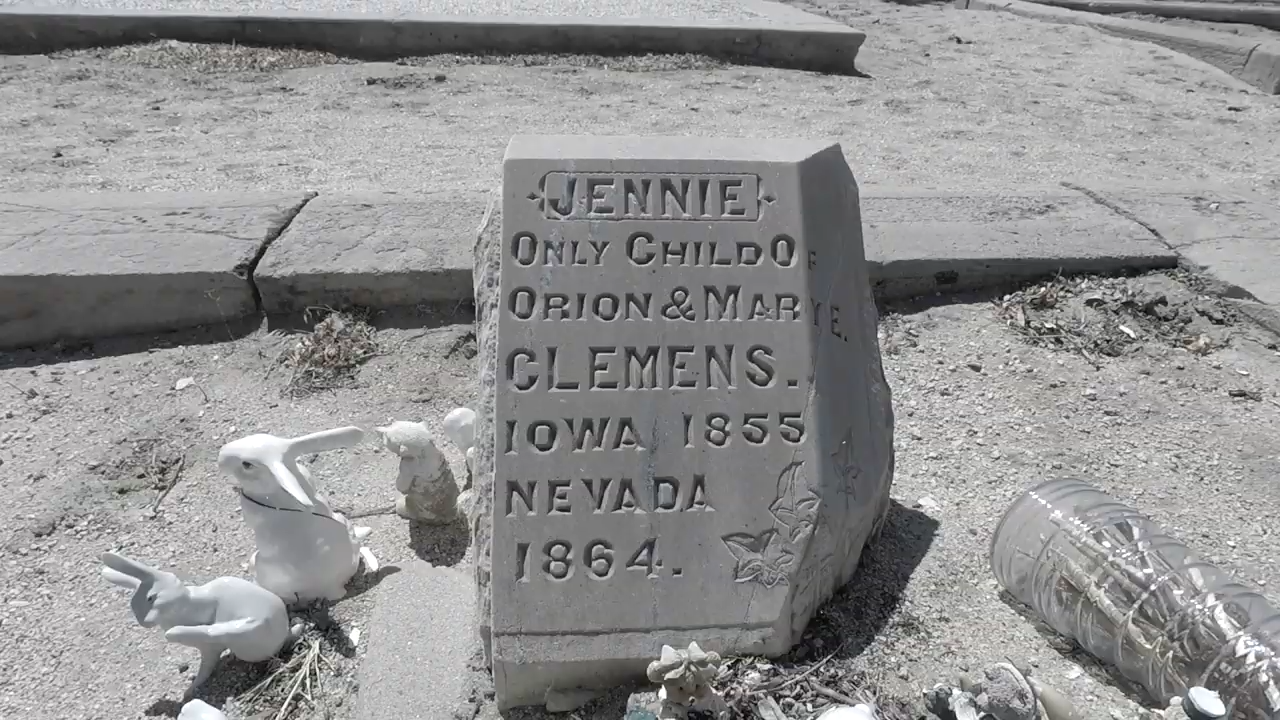 JENNIE
ONLY CHILD OF
ORION & MARY E.
CLEMENS.
IOWA 1855
NEVADA
1864.